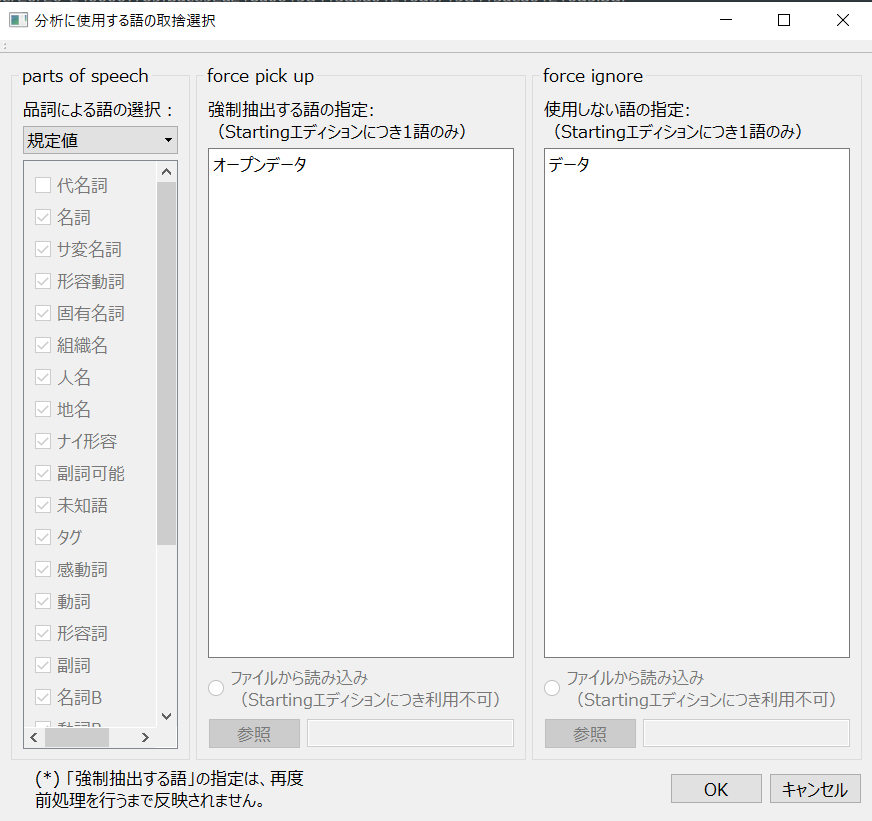 分析に使用する語の取捨選択
parts of speech
品詞による語の選択：
規定値
代名詞
名詞
サ変名詞
形容動詞
固有名詞
組織名
人名
地名
ナイ形容
副詞可能
未知語
タグ
感動詞
動詞
形容詞
副詞
名詞B
force pick up
強制抽出する語の指定:
（Startingエディションにつき1語のみ）
オープンデータ
ファイルから読み込み
（Startingエディションにつき利用不可）
参照
force ignore
使用しない語の指定:
（Startingエディションにつき1語のみ）
データ
ファイルから読み込み
（Startingエディションにつき利用不可）
参照
(*)「強制抽出する語」の指定は、再度
前処理を行うまで反映されません。
OK
キャンセル